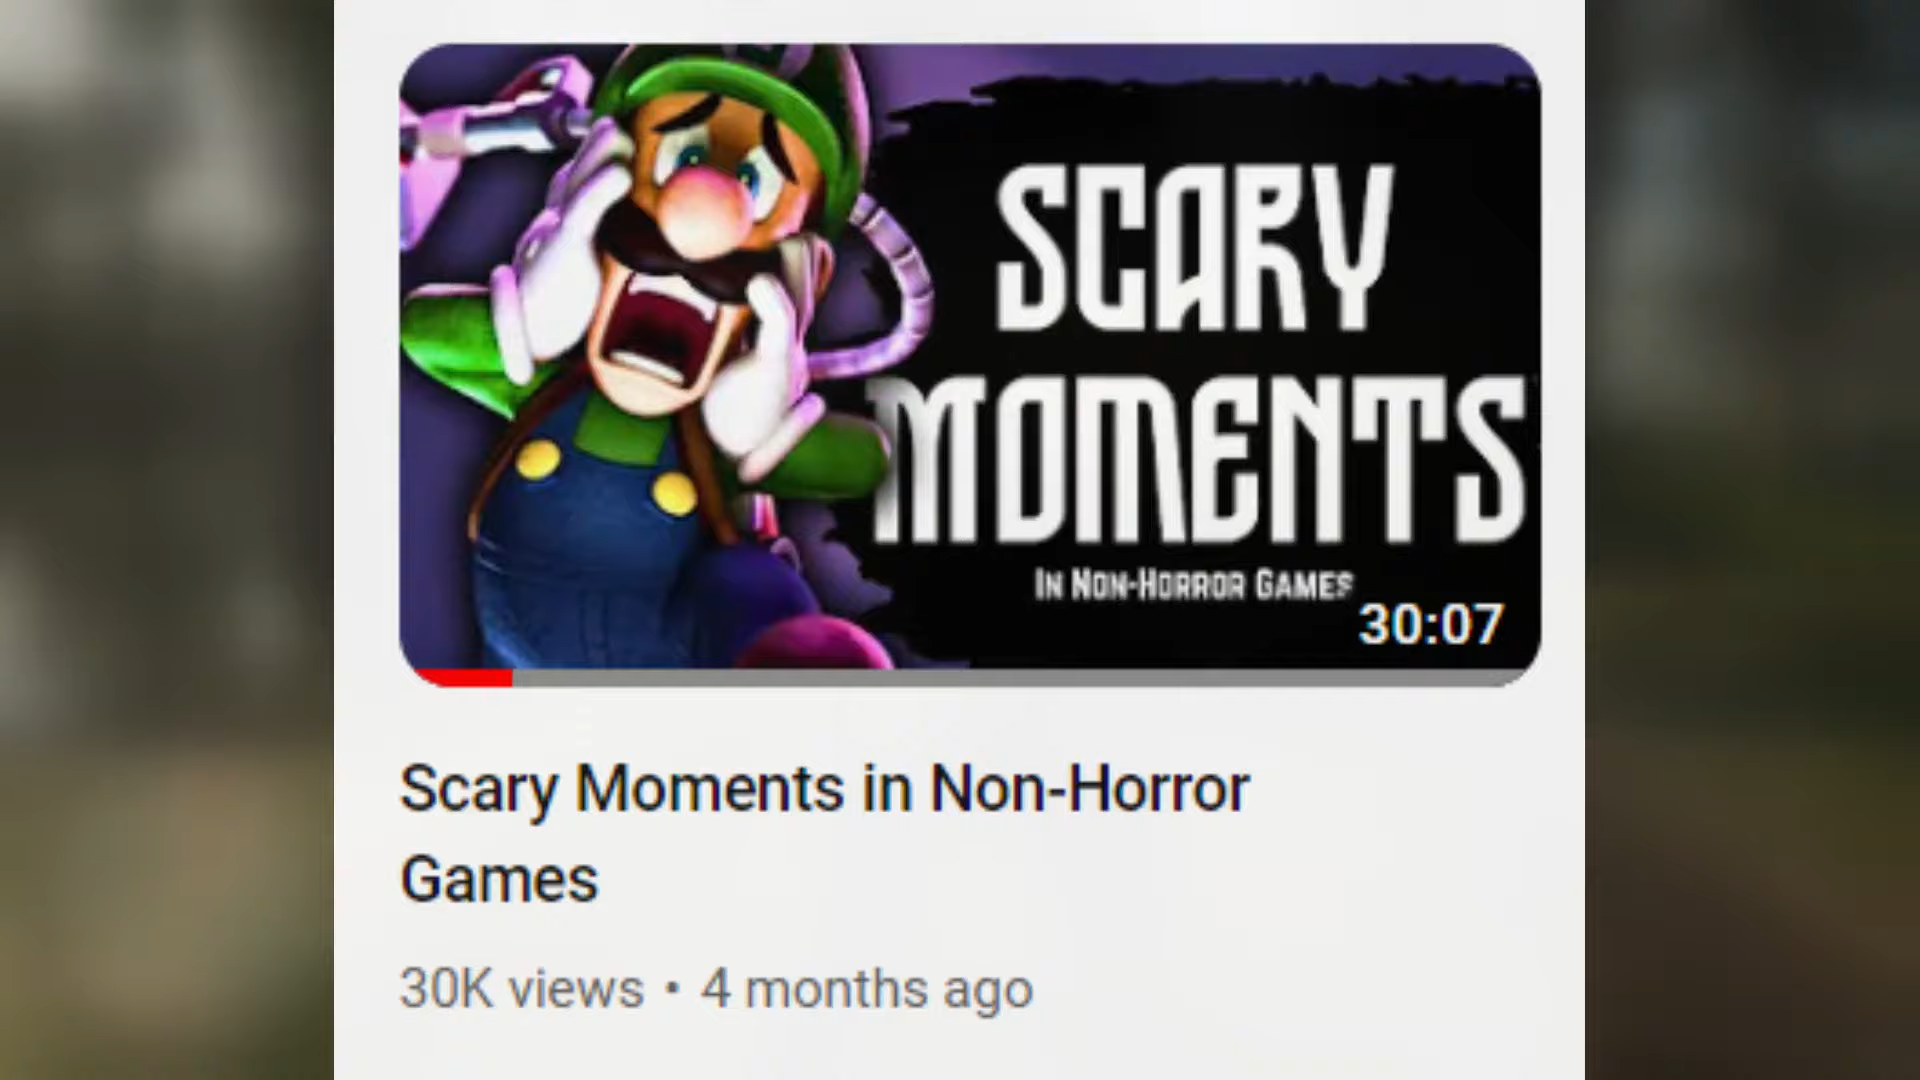 SCARY
MOMENTS
IN NON-HORROR GAMES
30:07
Scary Moments in Non-Horror
Games
30K views • 4 months ago